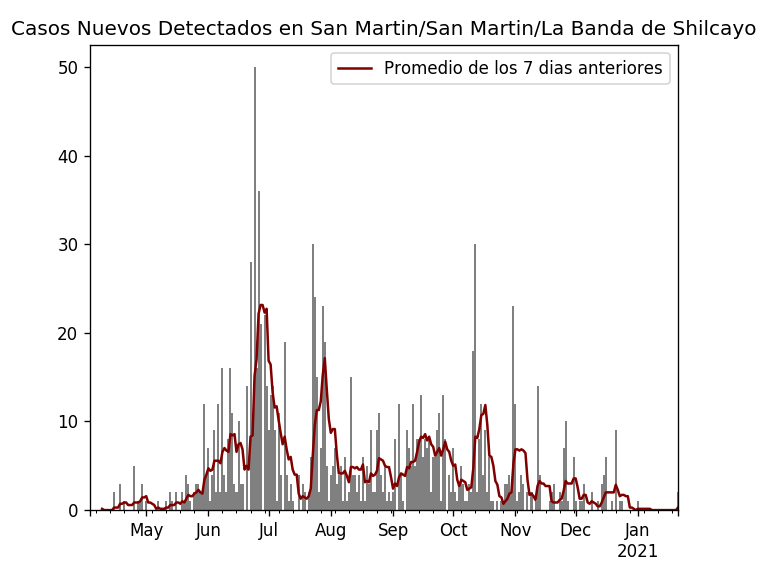 Casos Nuevos Detectados en San Martin/San Martin/La Banda de Shilcayo
Promedio de los 7 dias anteriores
50
40
30
20
10
0
May Jun Jul Aug Sep Oct Nov Dec Jan
2021